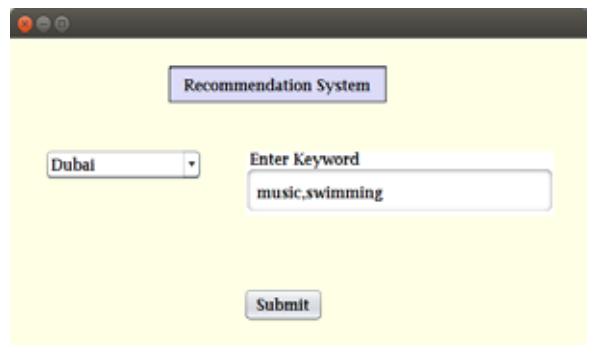 Recommendation System
Dubai
Enter Keyword
music,swimming
Submit